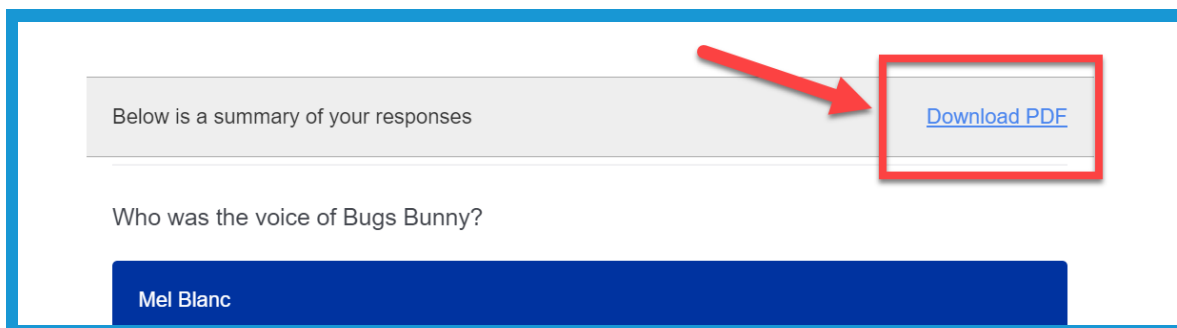 Below is a summary of your responses
Download PDF
Who was the voice of Bugs Bunny?
Mel Blanc